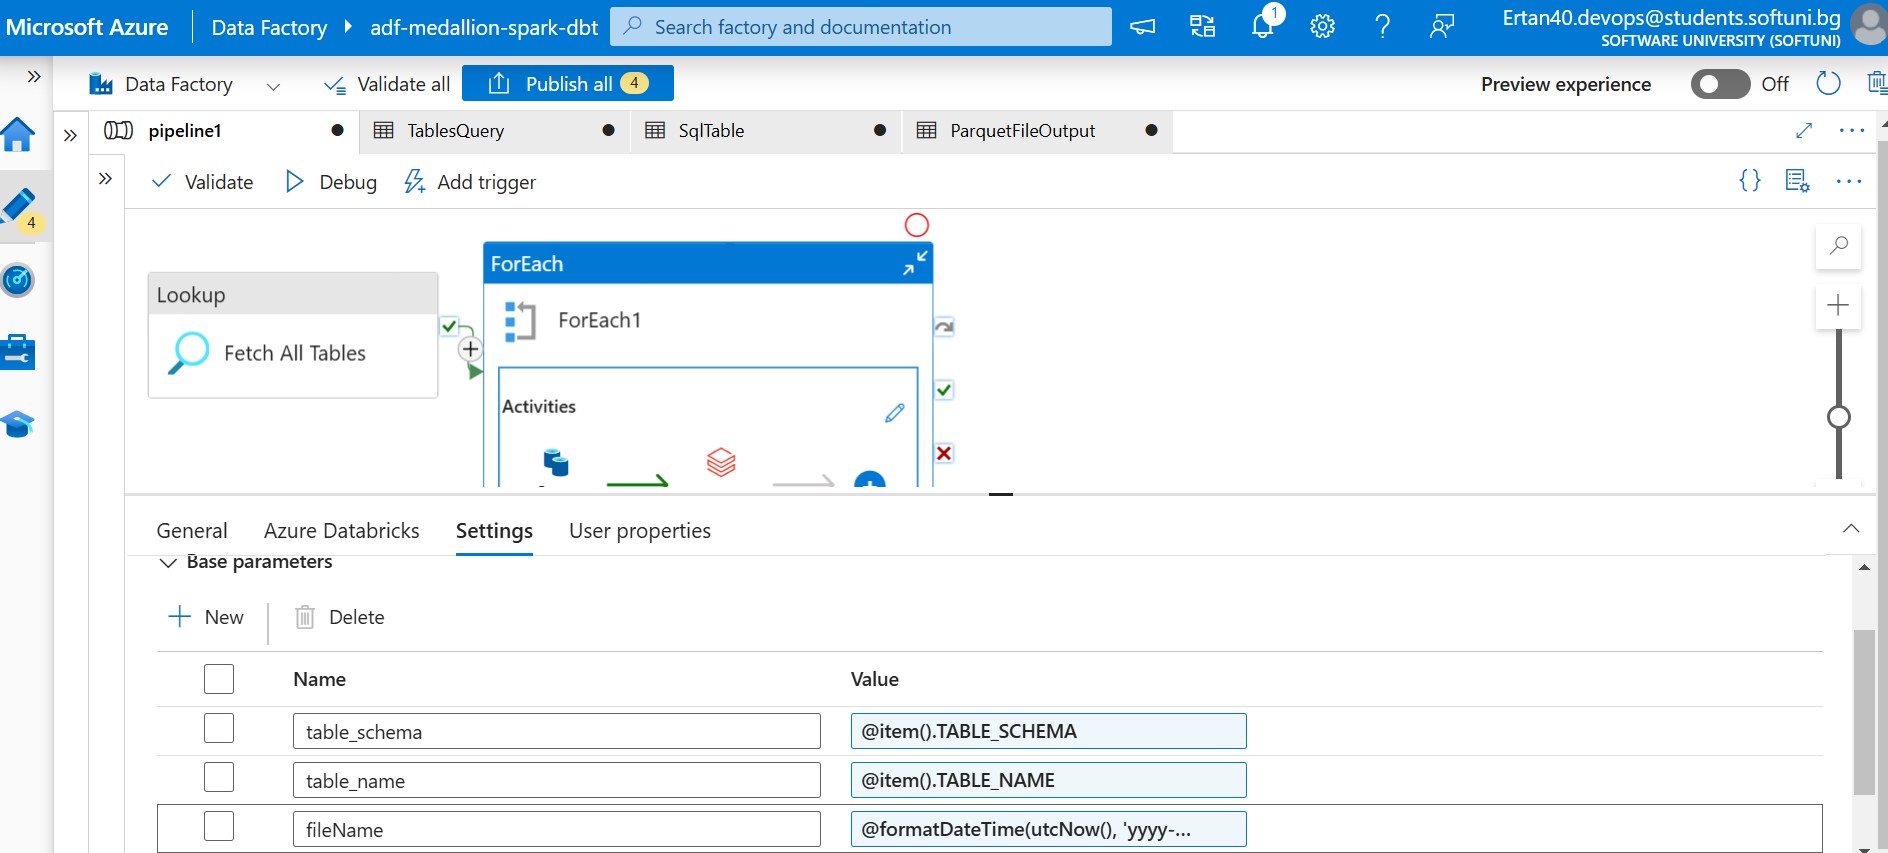 Microsoft Azure
Data Factory
adf-medallion-spark-dbt
Search factory and documentation
1
Ertan40.devops@students.softuni.bg
SOFTWARE UNIVERSITY (SOFTUNI)
Data Factory
Validate all
Publish all
4
Preview experience
Off
pipeline1
TablesQuery
SqlTable
ParquetFileOutput
Validate
Debug
Add trigger
4
ForEach
Lookup
ForEach1
Fetch All Tables
Activities
General
Azure Databricks
Settings
User properties
Base parameters
New
Delete
Name
Value
table_schema
@item().TABLE_SCHEMA
table_name
@item().TABLE_NAME
fileName
@formatDateTime(utcNow(), 'yyyy-...